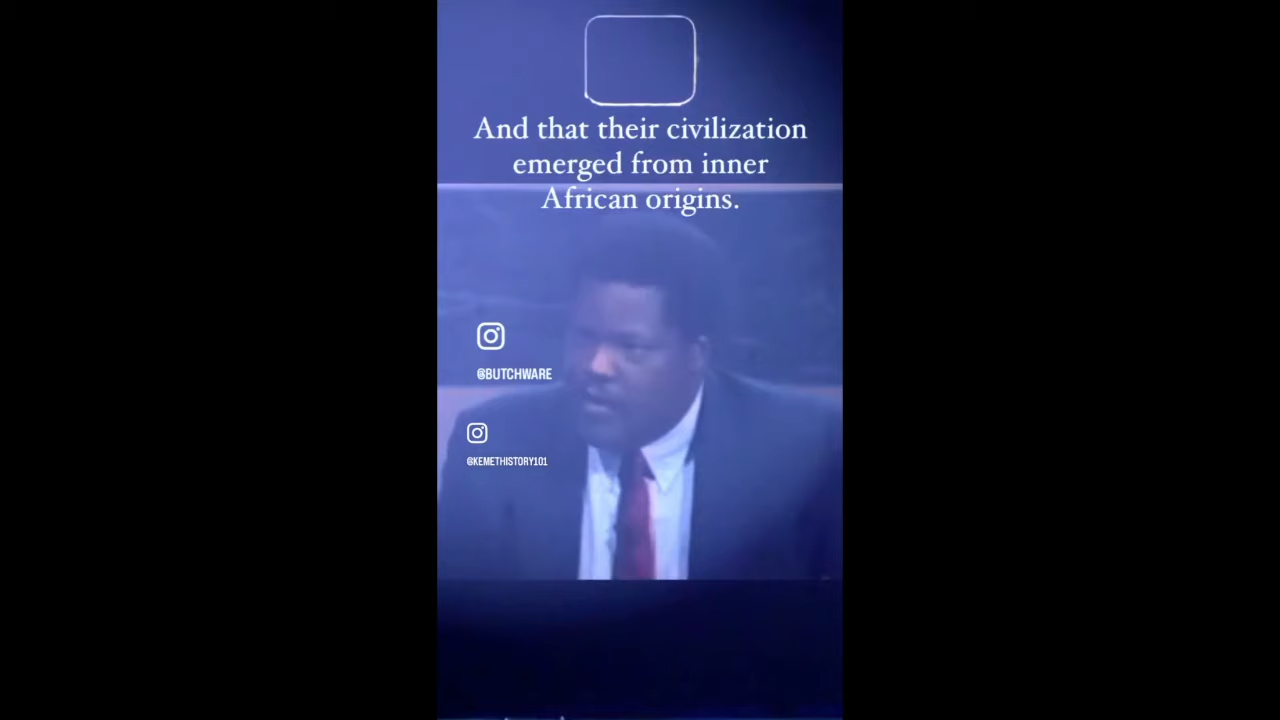 And that their civilization
emerged from inner
African origins.
@BUTCHWARE
@KEMETHISTORY101